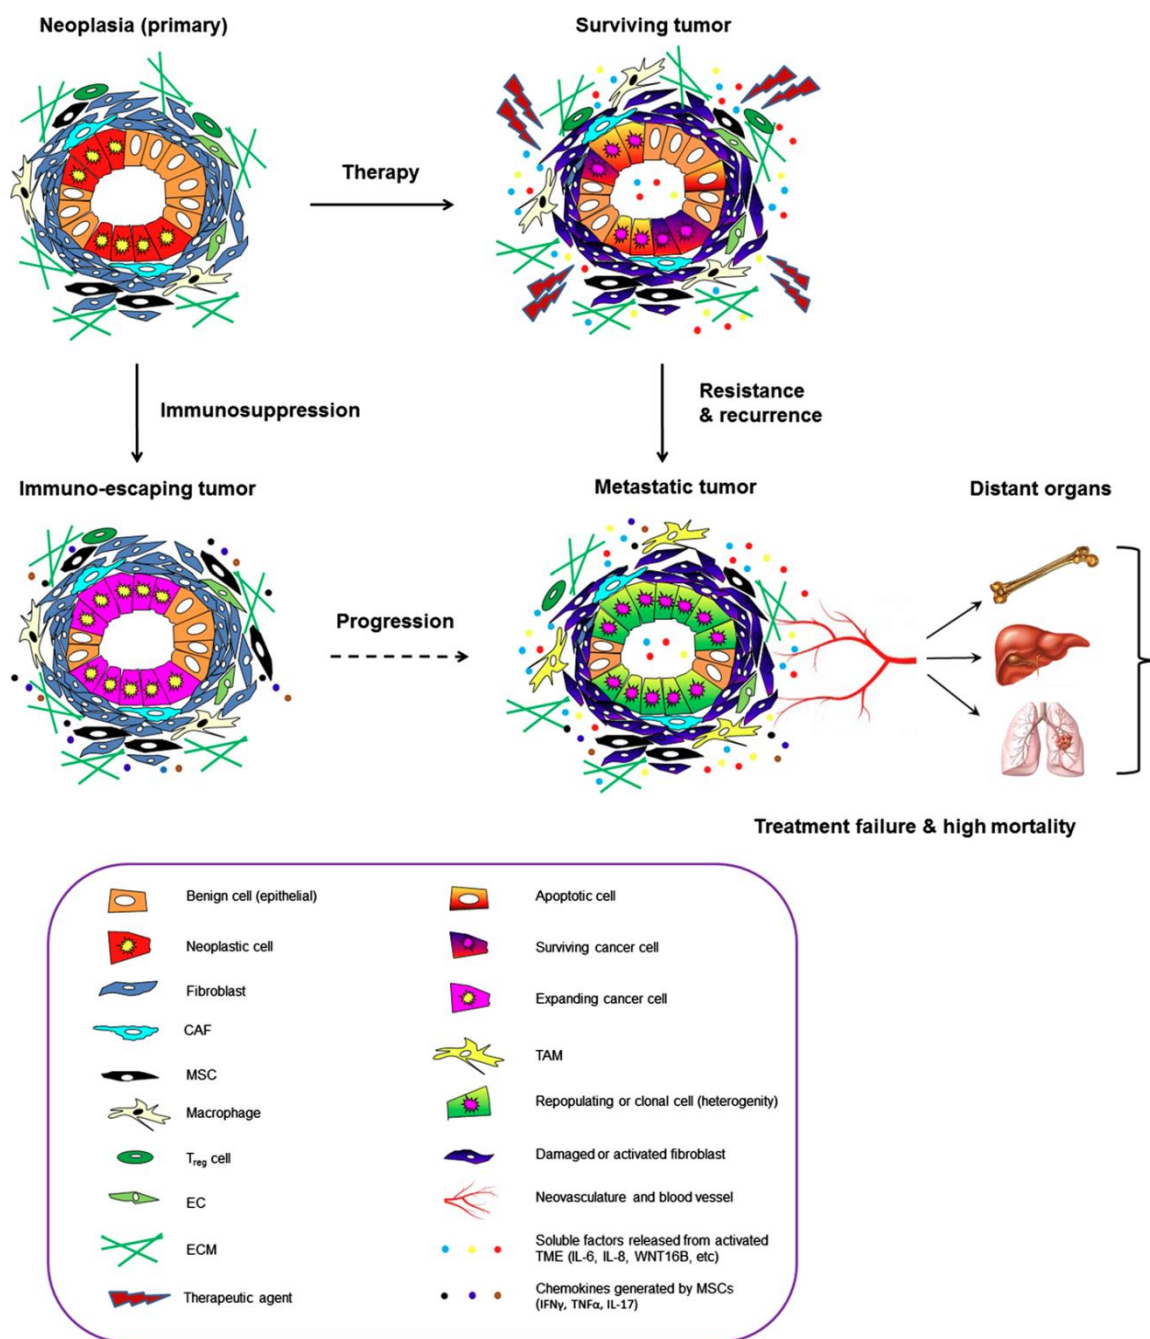 Neoplasia (primary)
Surviving tumor
Therapy
Immunosuppression
Resistance
& recurrence
Immuno-escaping tumor
Metastatic tumor
Distant organs
Progression
Treatment failure & high mortality
Benign cell (epithelial)
Neoplastic cell
Fibroblast
CAF
MSC
Macrophage
Treg cell
EC
ECM
Therapeutic agent
Apoptotic cell
Surviving cancer cell
Expanding cancer cell
TAM
Repopulating or clonal cell (heterogenity)
Damaged or activated fibroblast
Neovasculature and blood vessel
Soluble factors released from activated
TME (IL-6, IL-8, WNT16B, etc)
Chemokines generated by MSCs
(IFNγ, TNFα, IL-17)